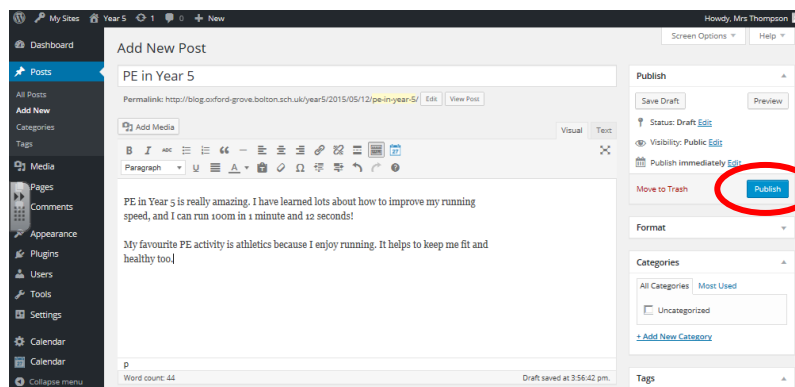 My Sites Year 5 1 0 + New Howdy, Mrs Thompson
Screen Options Help
Dashboard
Posts
All Posts
Add New
Categories
Tags
Media
Pages
Comments
Appearance
Plugins
Users
Tools
Settings
Calendar
Calendar
Collapse menu
Add New Post
PE in Year 5
Permalink: http://blog.oxford-grove.bolton.sch.uk/year5/2015/05/12/pe-in-year-5/ Edit View Post
Add Media
Visual Text
B I ABC
Paragraph U A Ω
PE in Year 5 is really amazing. I have learned lots about how to improve my running
speed, and I can run 100m in 1 minute and 12 seconds!
My favourite PE activity is athletics because I enjoy running. It helps to keep me fit and
healthy too.
p
Word count: 44 Draft saved at 3:56:42 pm.
Publish
Save Draft Preview
Status: Draft Edit
Visibility: Public Edit
Publish immediately Edit
Move to Trash Publish
Format
Categories
All Categories Most Used
Uncategorized
+ Add New Category
Tags